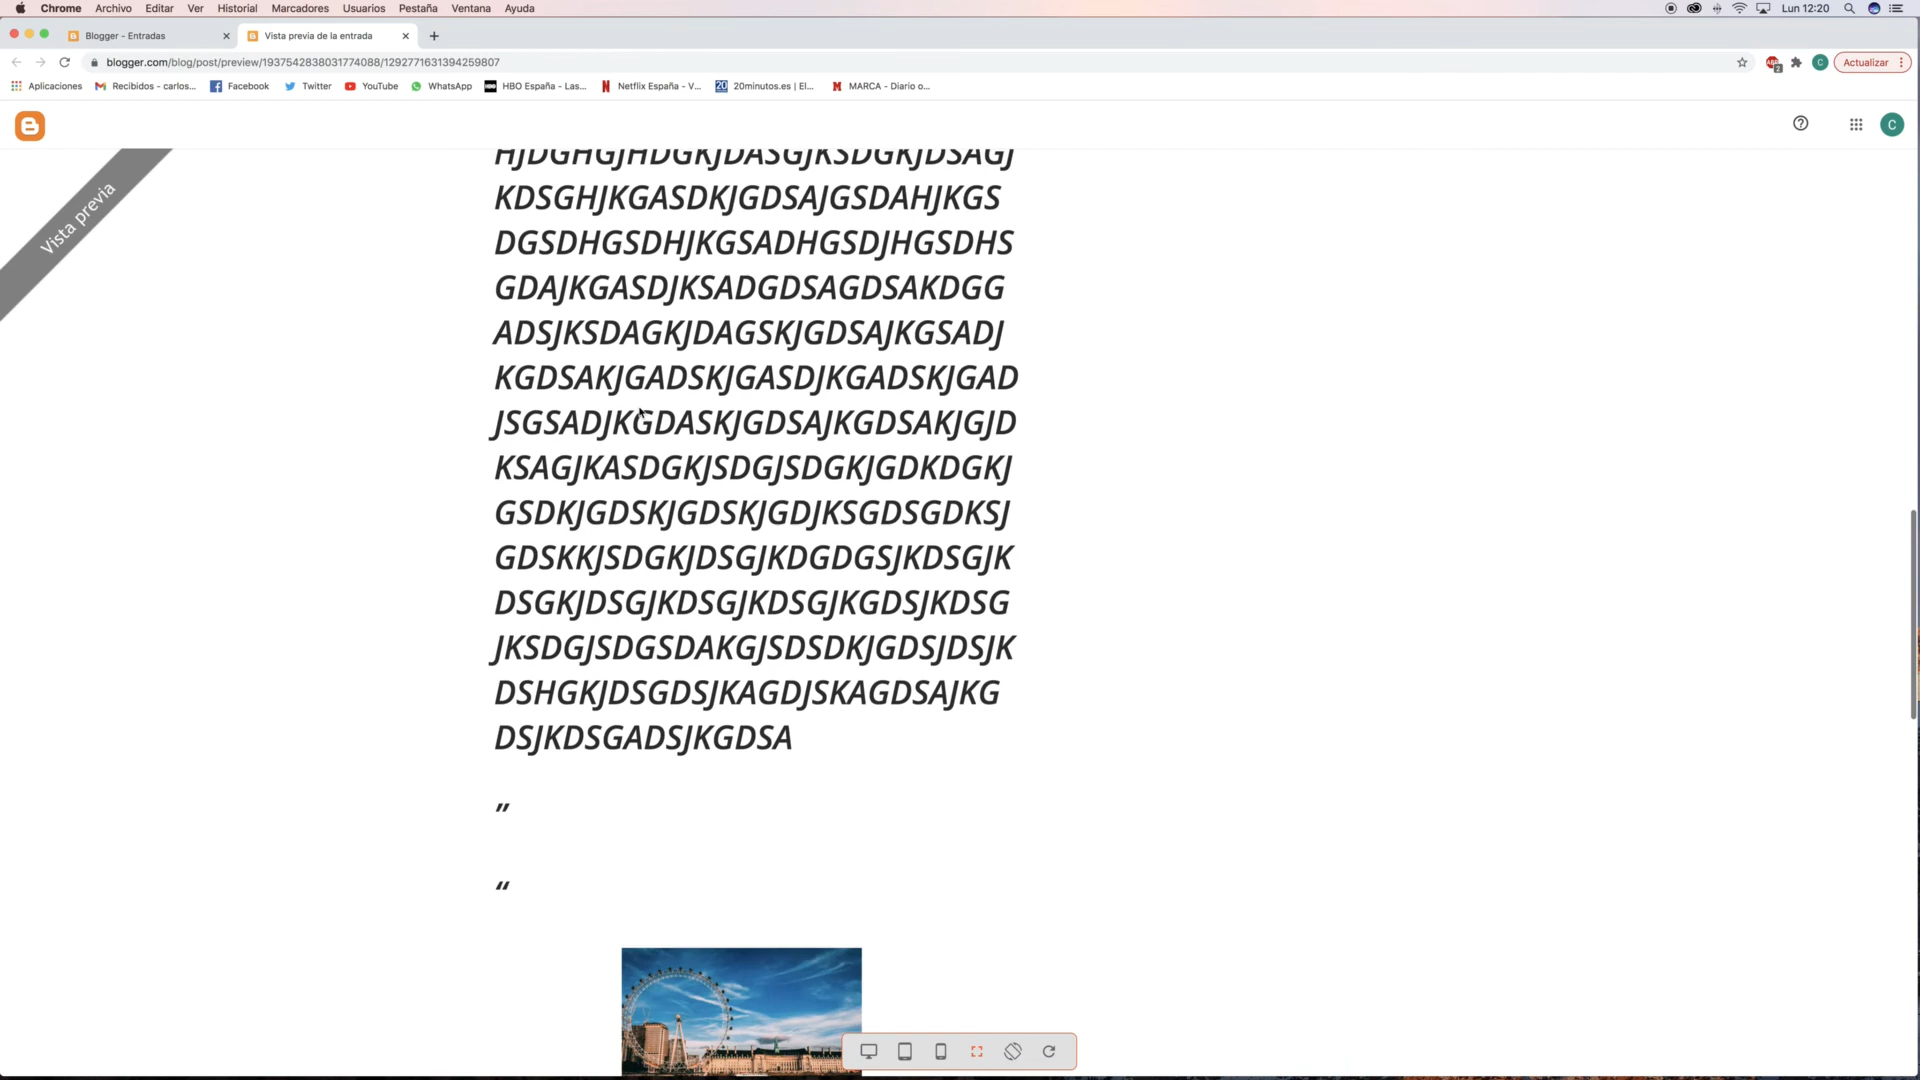 Chrome Archivo Editar Ver Historial Marcadores Usuarios Pestaña Ventana Ayuda Lun 12:20
Blogger - Entradas Vista previa de la entrada
blogger.com/blog/post/preview/1937542838031774088/1292771631394259807 2 C Actualizar
Aplicaciones Recibidos - carlos... Facebook Twitter YouTube WhatsApp HBO España - Las... Netflix España - V... 20 20minutos.es | El... MARCA - Diario o...
C
Vista previa
HJDGHGJHDGKJDASGJKSDGKJDSAGJ
KDSGHJKGASDKJGDSAJGSDAHJKGS
DGSDHGSDHJKGSADHGSDJHGSDHS
GDAJKGASDJKSADGDSAGDSAKDGG
ADSJKSDAGKJDAGSKJGDSAJKGSADJ
KGDSAKJGADSKJGASDJKGADSKJGAD
JSGSADJKGDASKJGDSAJKGDSAKJGJD
KSAGJKASDGKJSDGJSDGKJGDKDGKJ
GSDKJGDSKJGDSKJGDJKSGDSGDKSJ
GDSKKJSDGKJDSGJKDGDGSJKDSGJK
DSGKJDSGJKDSGJKDSGJKGDSJKDSG
JKSDGJSDGSDAKGJSDSDKJGDSJDSJK
DSHGKJDSGDSJKAGDJSKAGDSAJKG
DSJKDSGADSJKGDSA
”
“